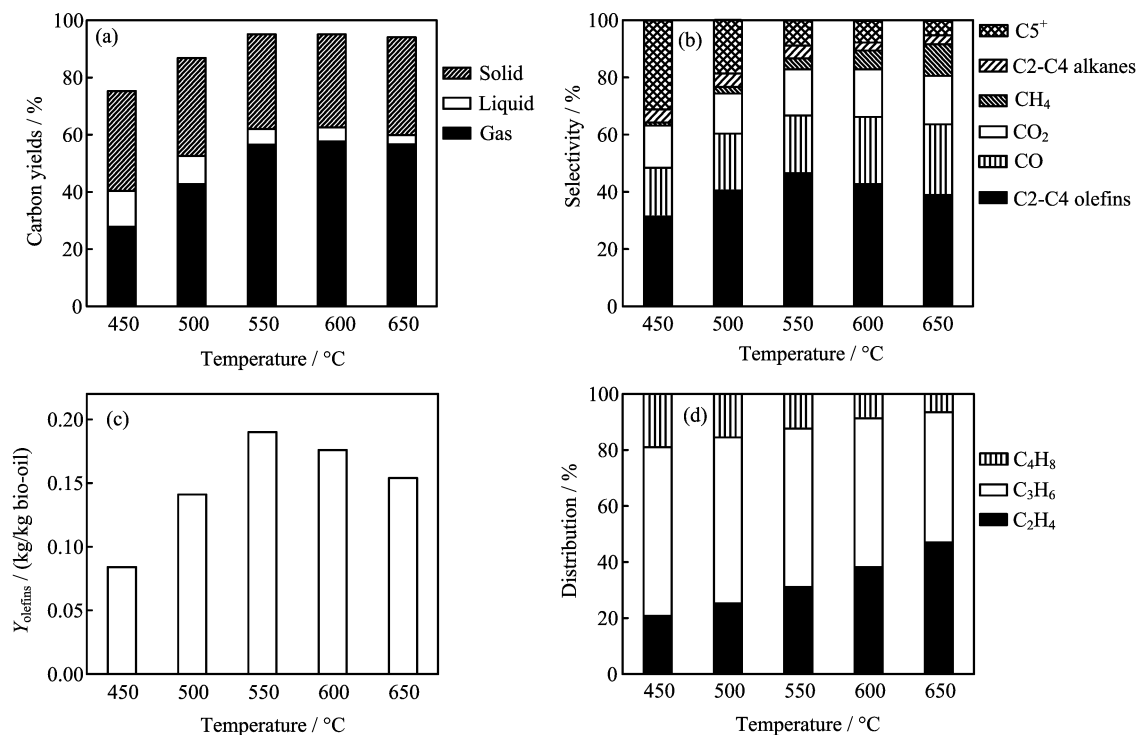 (a)
Carbon yields / %
100
80
60
40
20
0
450 500 550 600 650
Temperature / °C
Solid
Liquid
Gas
(b)
Selectivity / %
100
80
60
40
20
0
450 500 550 600 650
Temperature / °C
C5⁺
C2-C4 alkanes
CH₄
CO₂
CO
C2-C4 olefins
(c)
Yolefins / (kg/kg bio-oil)
0.20
0.15
0.10
0.05
0.00
450 500 550 600 650
Temperature / °C
(d)
Distribution / %
100
80
60
40
20
0
450 500 550 600 650
Temperature / °C
C₄H₈
C₃H₆
C₂H₄